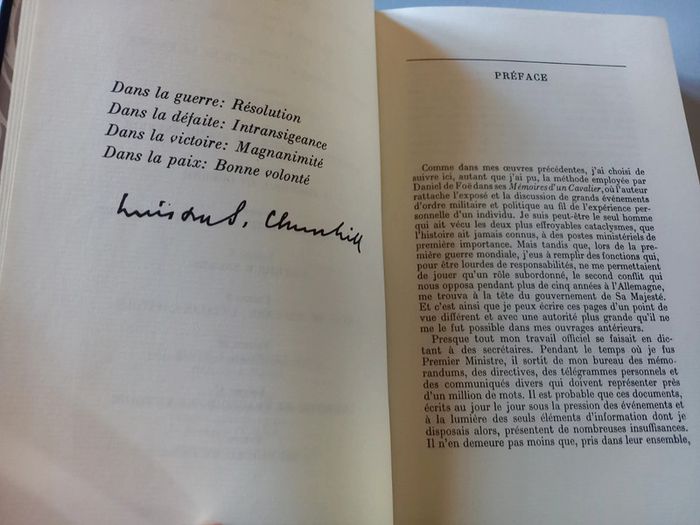 Dans la guerre: Résolution
Dans la défaite: Intransigeance
Dans la victoire: Magnanimité
Dans la paix: Bonne volonté
Winston S. Churchill
PRÉFACE
Comme dans mes œuvres précédentes, j'ai choisi de
suivre ici, autant que j'ai pu, la méthode employée par
Daniel de Foë dans ses Mémoires d'un Cavalier, où l'auteur
rattache l'exposé et la discussion de grands événements
d'ordre militaire et politique au fil de l'expérience per-
sonnelle d'un individu. Je suis peut-être le seul homme
qui ait vécu les deux plus effroyables cataclysmes, que
l'histoire ait jamais connus, à des postes ministériels de
première importance. Mais tandis que, lors de la pre-
mière guerre mondiale, j'eus à remplir des fonctions qui,
pour être lourdes de responsabilités, ne me permettaient
de jouer qu'un rôle subordonné, le second conflit qui
nous opposa pendant plus de cinq années à l'Allemagne,
me trouva à la tête du gouvernement de Sa Majesté.
Et c'est ainsi que je peux écrire ces pages d'un point de
vue différent et avec une autorité plus grande qu'il ne
me le fut possible dans mes ouvrages antérieurs.
Presque tout mon travail officiel se faisait en dic-
tant à des secrétaires. Pendant le temps où je fus
Premier Ministre, il sortit de mon bureau des mémo-
randums, des directives, des télégrammes personnels et
des communiqués divers qui doivent représenter près
d'un million de mots. Il est probable que ces documents,
écrits au jour le jour sous la pression des événements et
à la lumière des seuls éléments d'information dont je
disposais alors, présentent de nombreuses insuffisances.
Il n'en demeure pas moins que, pris dans leur ensemble,